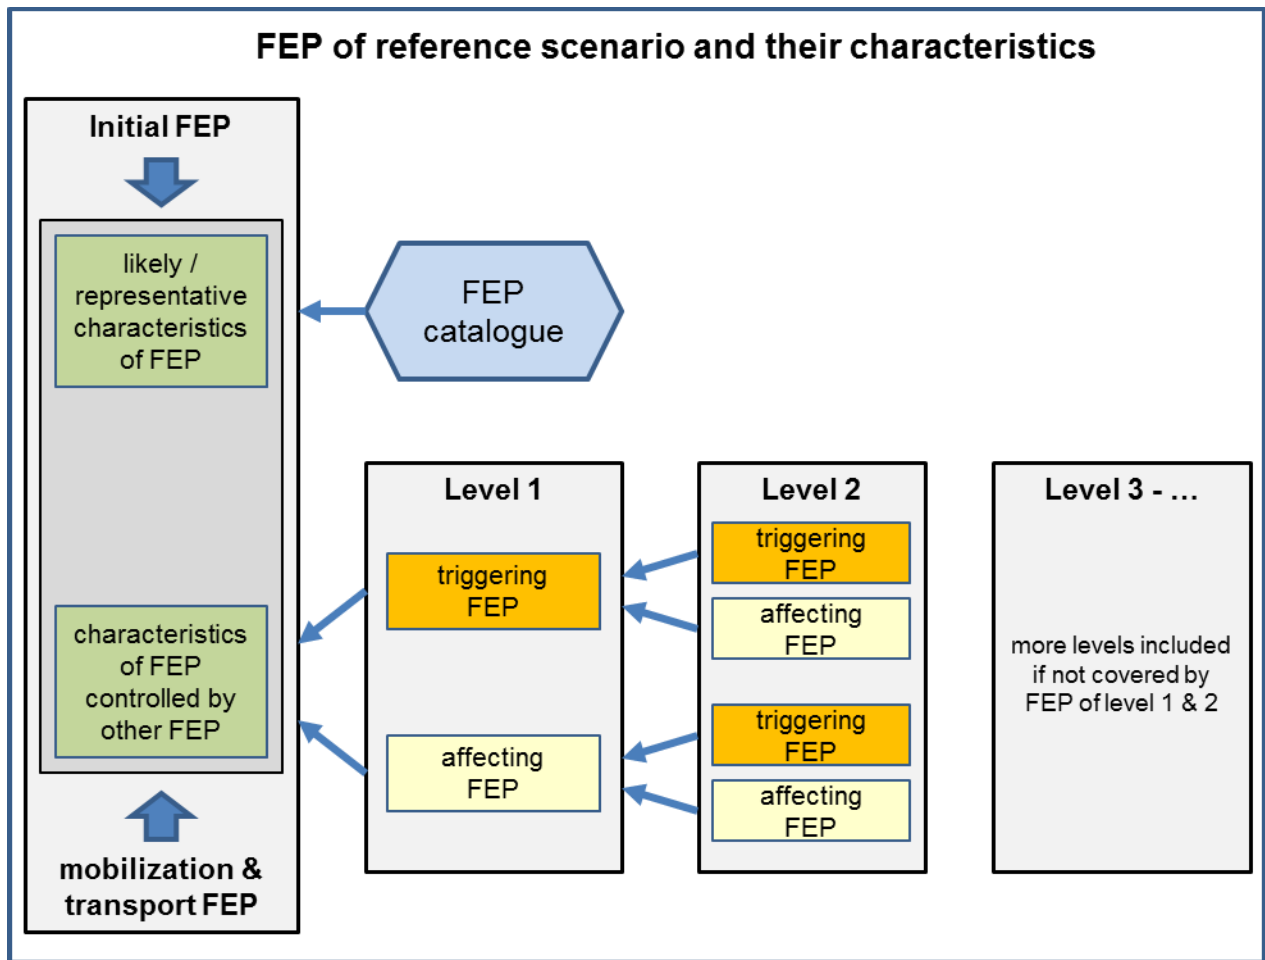 FEP of reference scenario and their characteristics
Initial FEP
likely /
representative
characteristics
of FEP
FEP
catalogue
characteristics
of FEP
controlled by
other FEP
mobilization &
transport FEP
Level 1
triggering
FEP
affecting
FEP
Level 2
triggering
FEP
affecting
FEP
triggering
FEP
affecting
FEP
Level 3 - ...
more levels included
if not covered by
FEP of level 1 & 2